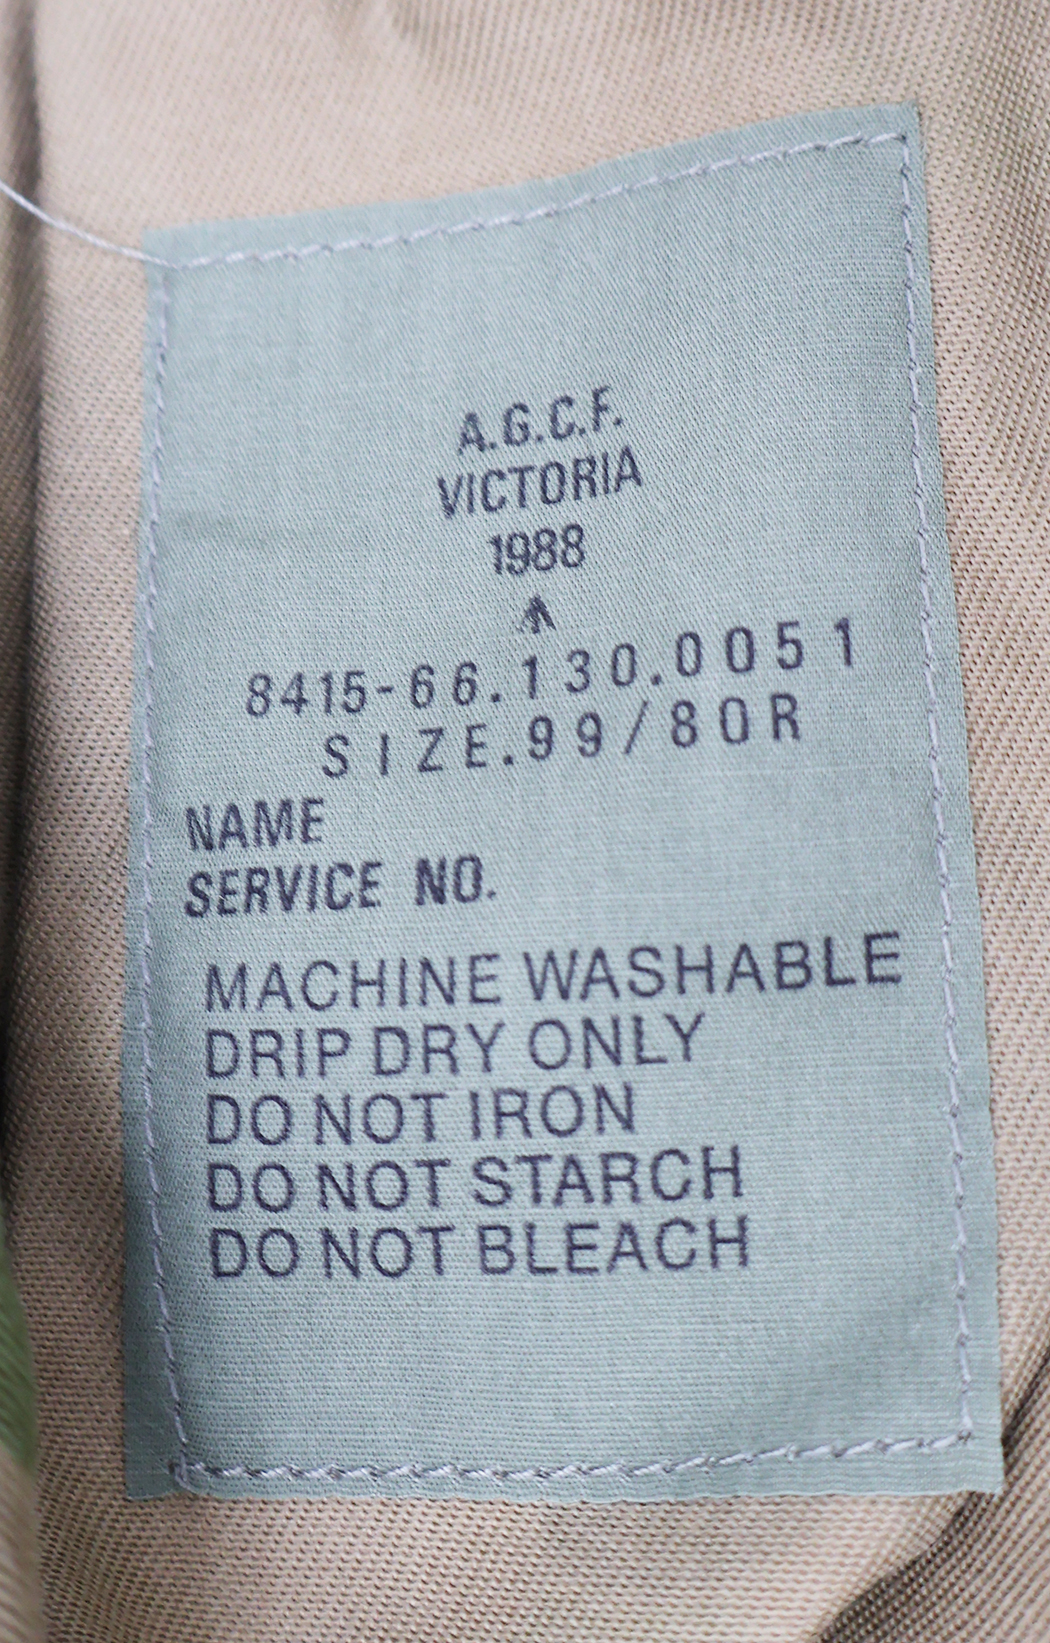 A.G.C.F.
VICTORIA
1988
8415-66.130.0051
SIZE.99/80R
NAME
SERVICE NO.
MACHINE WASHABLE
DRIP DRY ONLY
DO NOT IRON
DO NOT STARCH
DO NOT BLEACH